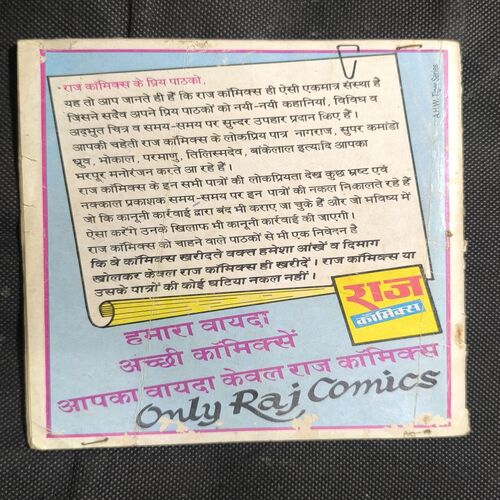 राज कॉमिक्स के प्रिय पाठको,
यह तो आप जानते ही हैं कि राज कॉमिक्स ही ऐसी एकमात्र संस्था है
जिसने सदैव अपने प्रिय पाठकों को नयी-नयी कहानियां, विविध व
अद्भुत चित्र व समय-समय पर सुन्दर उपहार प्रदान किए हैं।
आपकी चहेती राज कॉमिक्स के लोकप्रिय पात्र नागराज, सुपर कमांडो
ध्रुव, भोकाल, परमाणु, तिलिस्मदेव, बांकेलाल इत्यादि आपका
भरपूर मनोरंजन करते आ रहे हैं।
राज कॉमिक्स के इन सभी पात्रों की लोकप्रियता देख कुछ भ्रष्ट एवं
नक्काल प्रकाशक समय-समय पर इन पात्रों की नकल निकालते रहे हैं
जो कि कानूनी कार्रवाई द्वारा बंद भी कराए जा चुके हैं और जो भविष्य में
ऐसा करेंगे उनके खिलाफ भी कानूनी कार्रवाई की जाएगी।
राज कॉमिक्स को चाहने वाले पाठकों से भी एक निवेदन है
कि वे कॉमिक्स खरीदते वक्त हमेशा आंखें व दिमाग
खोलकर केवल राज कॉमिक्स ही खरीदें। राज कॉमिक्स या
उसके पात्रों की कोई घटिया नकल नहीं।
राज
कॉमिक्स
हमारा वायदा
अच्छी कॉमिक्सें
आपका वायदा केवल राज कॉमिक्स
Only Raj Comics